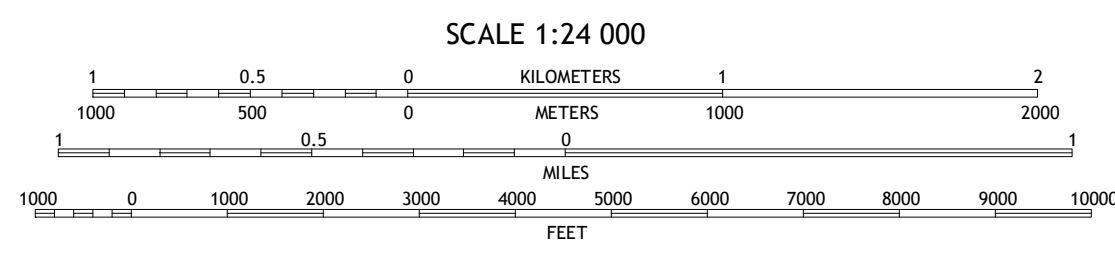 SCALE 1:24 000
1 0.5 0 KILOMETERS 1 2
1000 500 0 METERS 1000 2000
1 0.5 0 1
MILES
1000 0 1000 2000 3000 4000 5000 6000 7000 8000 9000 10000
FEET